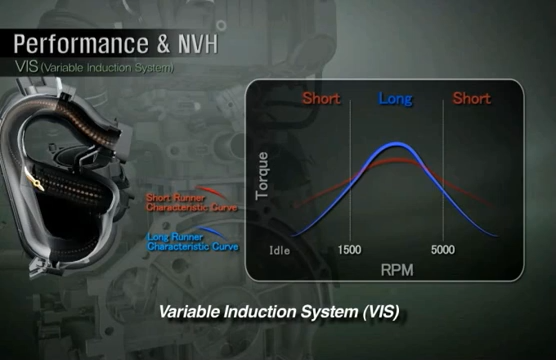 Performance & NVH
VIS (Variable Induction System)
Short Long Short
Torque
Short Runner
Characteristic Curve
Long Runner
Characteristic Curve
Idle 1500 5000
RPM
Variable Induction System (VIS)